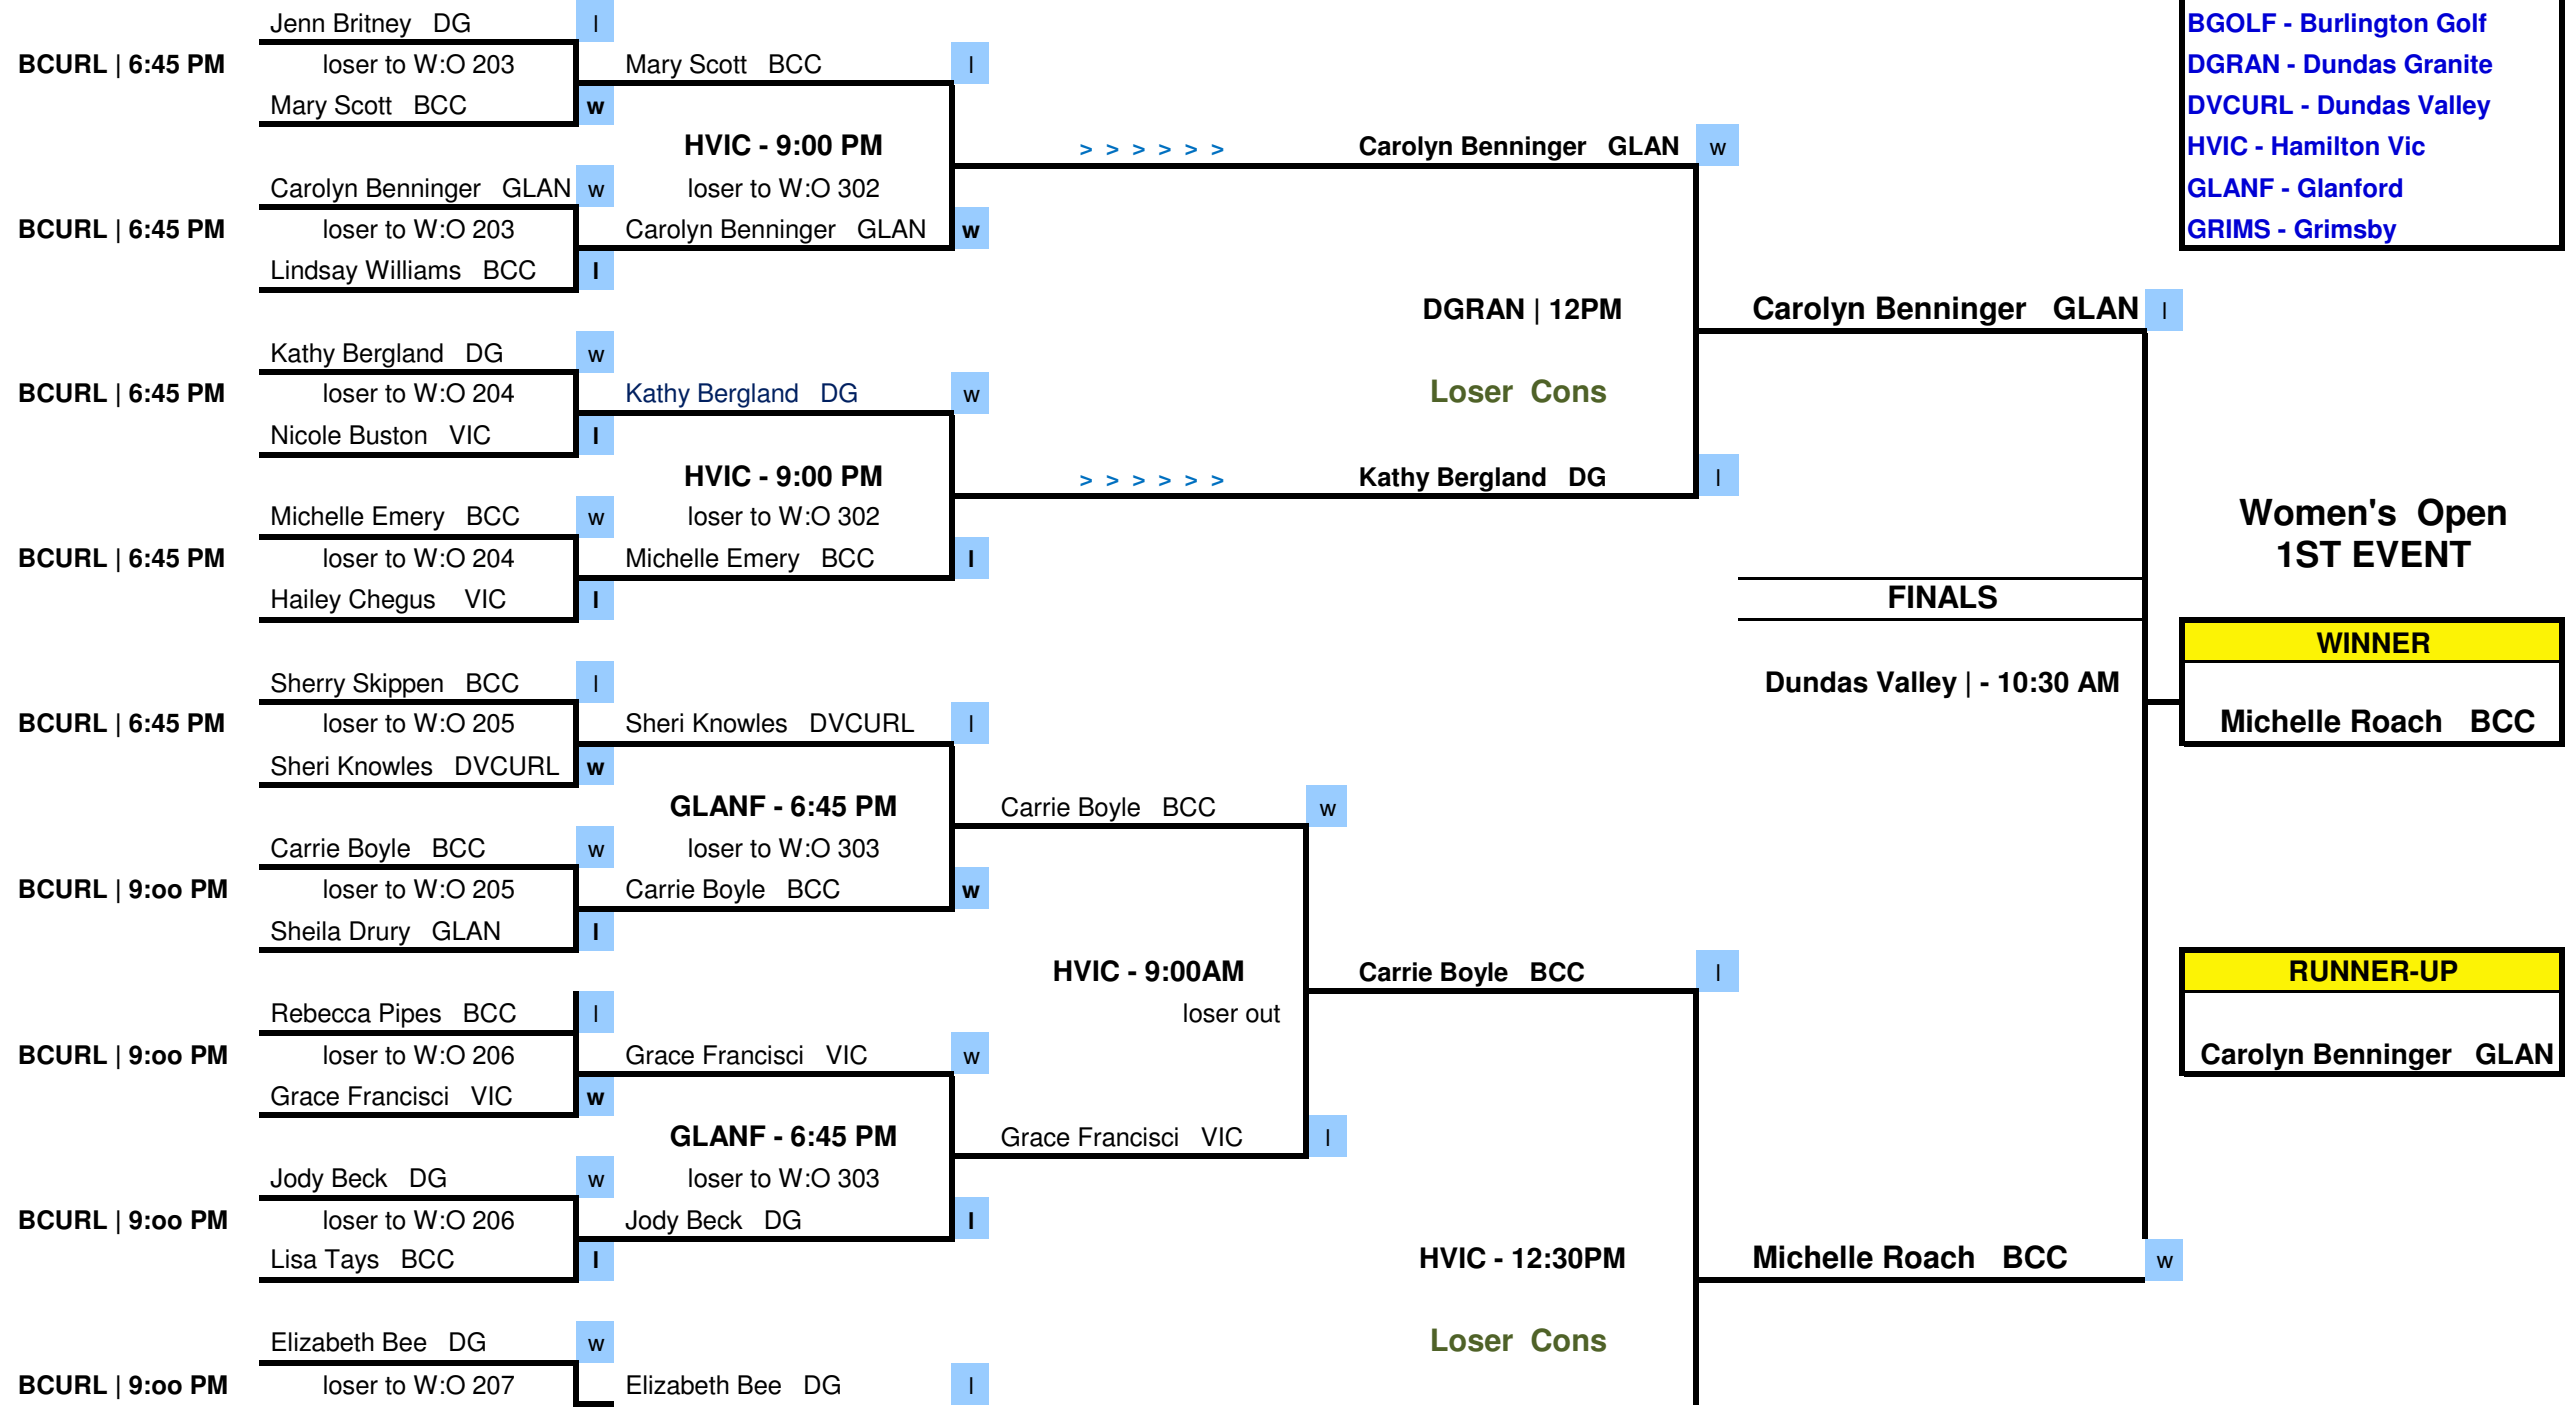 Jenn Britney DG l
BGOLF - Burlington Golf
BCURL | 6:45 PM loser to W:O 203 Mary Scott BCC l
DGRAN - Dundas Granite
Mary Scott BCC w
DVCURL - Dundas Valley
HVIC - 9:00 PM > > > > > > Carolyn Benninger GLAN w
HVIC - Hamilton Vic
Carolyn Benninger GLAN w loser to W:O 302
GLANF - Glanford
BCURL | 6:45 PM loser to W:O 203 Carolyn Benninger GLAN w
GRIMS - Grimsby
Lindsay Williams BCC l
DGRAN | 12PM Carolyn Benninger GLAN l
Kathy Bergland DG w
BCURL | 6:45 PM loser to W:O 204 Kathy Bergland DG w Loser Cons
Nicole Buston VIC l
HVIC - 9:00 PM > > > > > > Kathy Bergland DG l
Michelle Emery BCC w loser to W:O 302
Women's Open
BCURL | 6:45 PM loser to W:O 204 Michelle Emery BCC l
1ST EVENT
Hailey Chegus VIC l FINALS
WINNER
Sherry Skippen BCC l Dundas Valley | - 10:30 AM
BCURL | 6:45 PM loser to W:O 205 Sheri Knowles DVCURL l Michelle Roach BCC
Sheri Knowles DVCURL w
GLANF - 6:45 PM Carrie Boyle BCC w
Carrie Boyle BCC w loser to W:O 303
BCURL | 9:oo PM loser to W:O 205 Carrie Boyle BCC w
Sheila Drury GLAN l
HVIC - 9:00AM Carrie Boyle BCC l RUNNER-UP
Rebecca Pipes BCC l loser out
BCURL | 9:oo PM loser to W:O 206 Grace Francisci VIC w Carolyn Benninger GLAN
Grace Francisci VIC w
GLANF - 6:45 PM Grace Francisci VIC l
Jody Beck DG w loser to W:O 303
BCURL | 9:oo PM loser to W:O 206 Jody Beck DG l
Lisa Tays BCC l HVIC - 12:30PM Michelle Roach BCC w
Elizabeth Bee DG w Loser Cons
BCURL | 9:oo PM loser to W:O 207 Elizabeth Bee DG l